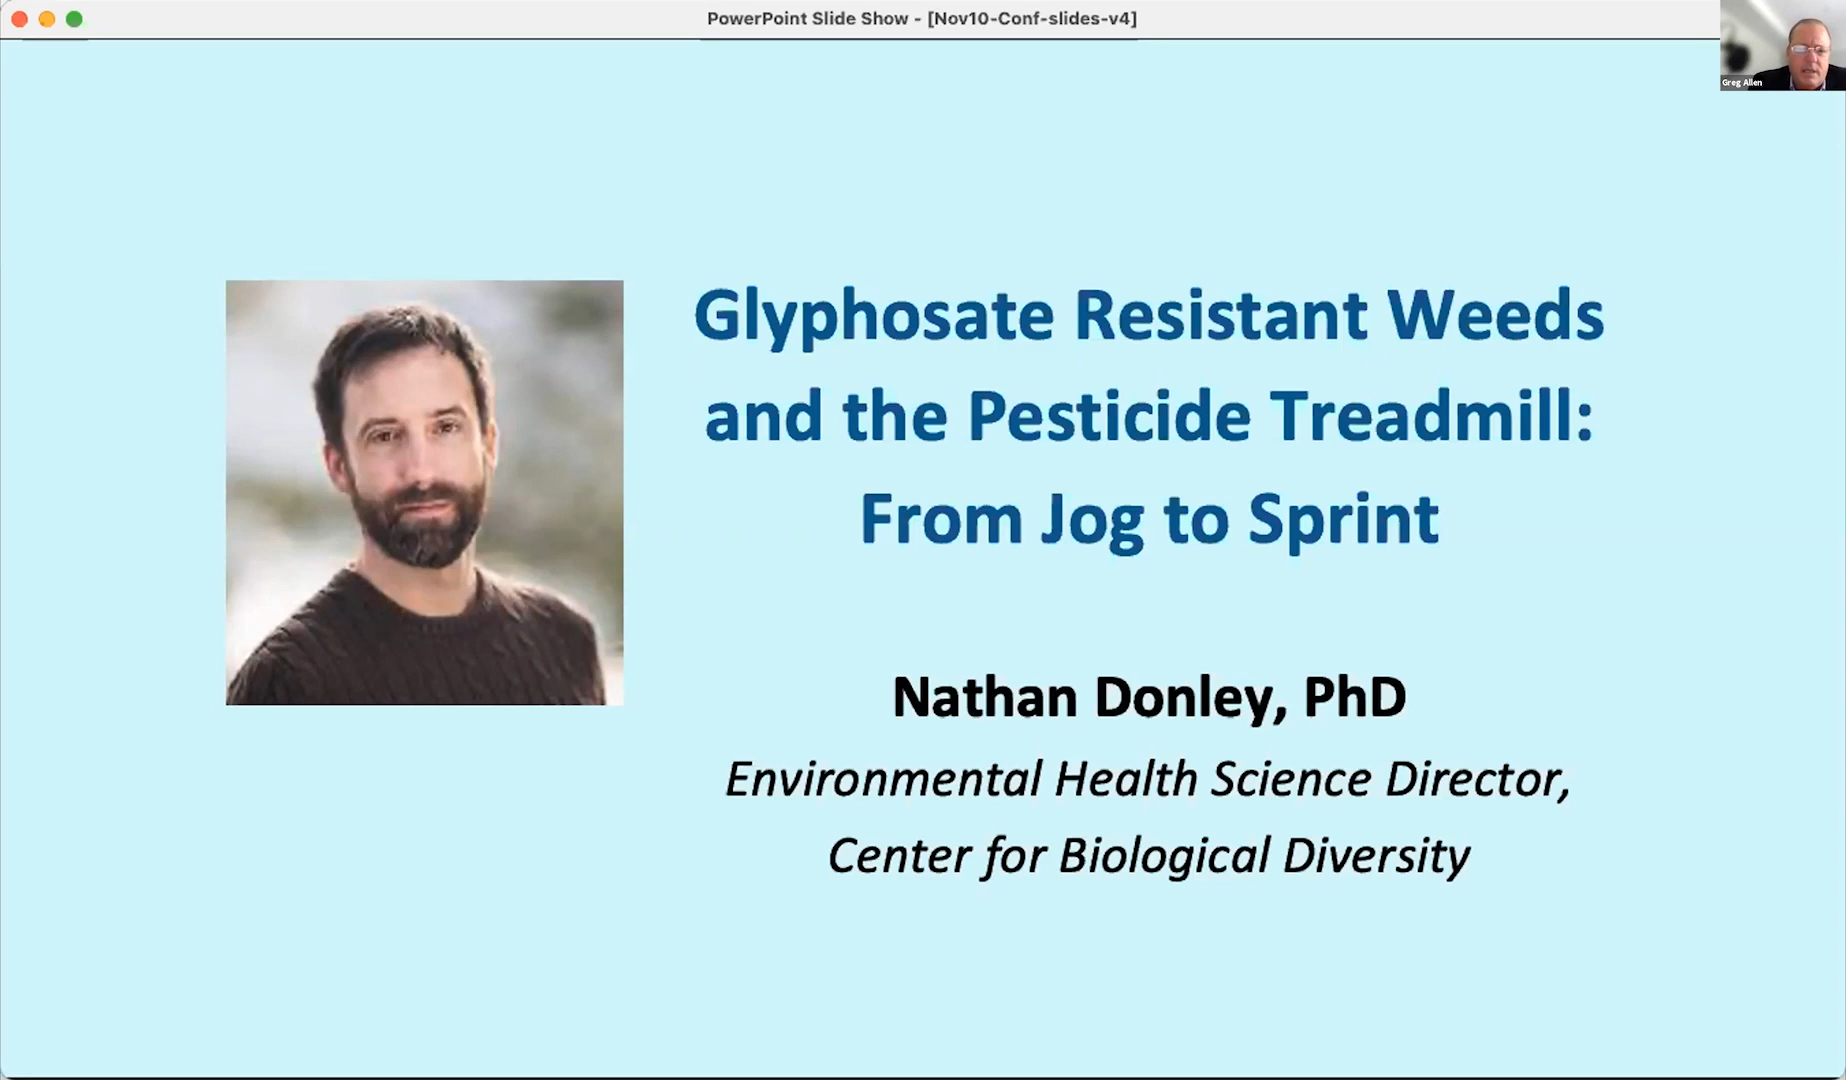 PowerPoint Slide Show - [Nov10-Conf-slides-v4]
Greg Allen
Glyphosate Resistant Weeds
and the Pesticide Treadmill:
From Jog to Sprint
Nathan Donley, PhD
Environmental Health Science Director,
Center for Biological Diversity